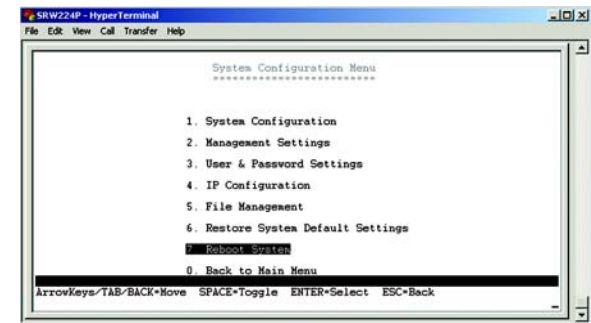 SRW224P - HyperTerminal
File Edit View Call Transfer Help
System Configuration Menu
=========================
1. System Configuration
2. Management Settings
3. User & Password Settings
4. IP Configuration
5. File Management
6. Restore System Default Settings
7 Reboot System
0. Back to Main Menu
ArrowKeys/TAB/BACK=Move SPACE=Toggle ENTER=Select ESC=Back